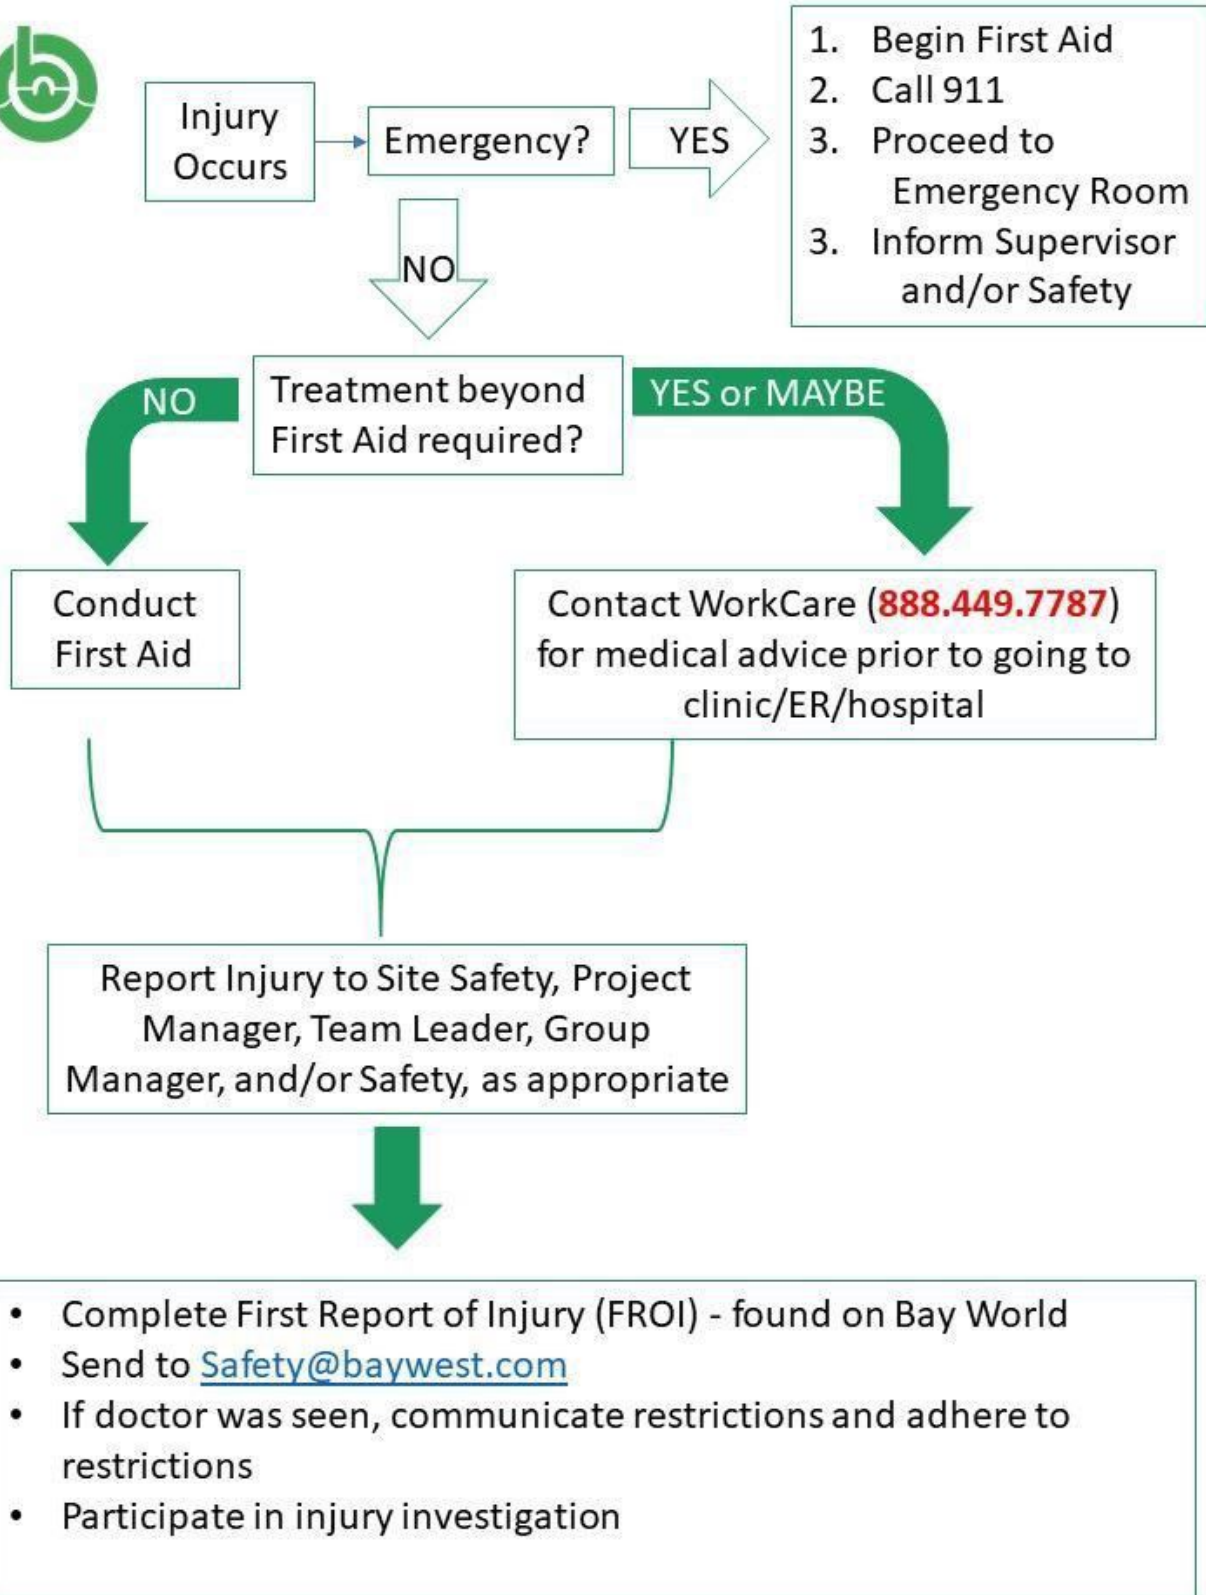 Injury
Occurs
Emergency?
YES
1. Begin First Aid
2. Call 911
3. Proceed to
Emergency Room
3. Inform Supervisor
and/or Safety
NO
Treatment beyond
First Aid required?
NO
YES or MAYBE
Conduct
First Aid
Contact WorkCare (888.449.7787)
for medical advice prior to going to
clinic/ER/hospital
Report Injury to Site Safety, Project
Manager, Team Leader, Group
Manager, and/or Safety, as appropriate
• Complete First Report of Injury (FROI) - found on Bay World
• Send to Safety@baywest.com
• If doctor was seen, communicate restrictions and adhere to
restrictions
• Participate in injury investigation